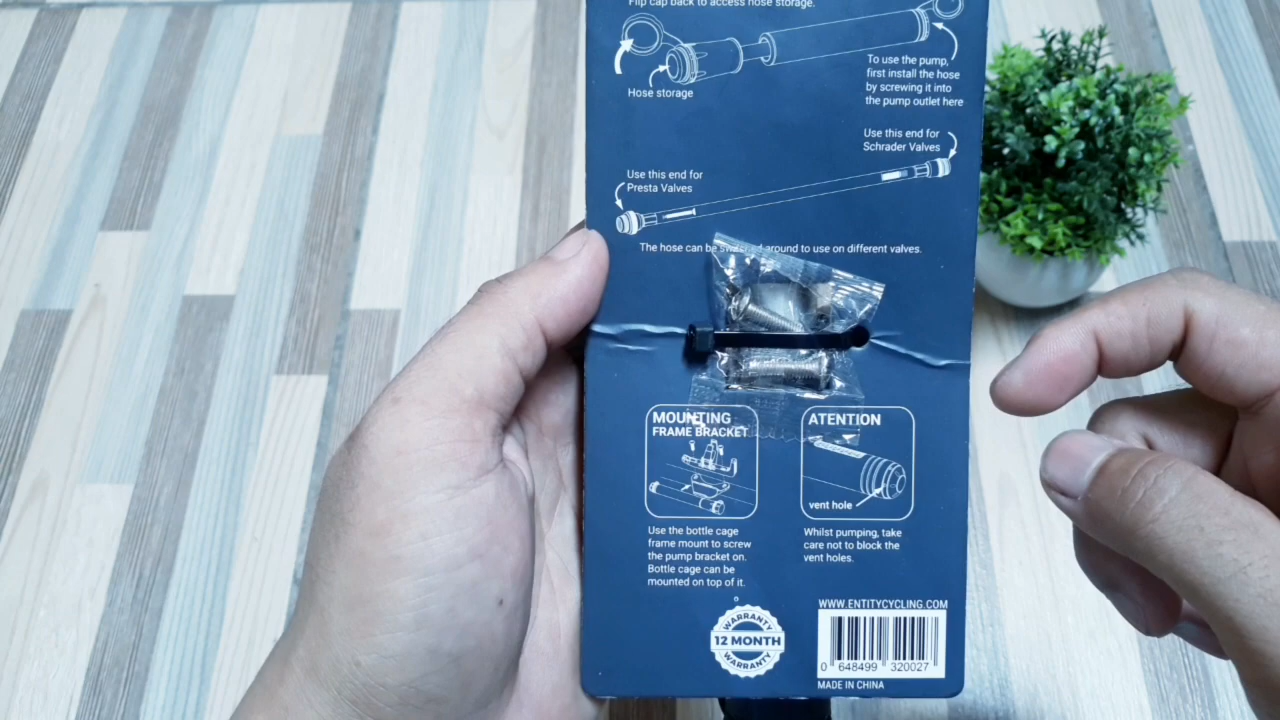 Flip cap back to access hose storage.
Hose storage
To use the pump,
first install the hose
by screwing it into
the pump outlet here
Use this end for
Schrader Valves
Use this end for
Presta Valves
The hose can be switched around to use on different valves.
MOUNTING
FRAME BRACKET
Use the bottle cage
frame mount to screw
the pump bracket on.
Bottle cage can be
mounted on top of it.
ATENTION
vent hole
Whilst pumping, take
care not to block the
vent holes.
WARRANTY
12 MONTH
WARRANTY
WWW.ENTITYCYCLING.COM
0 648499 320027
MADE IN CHINA